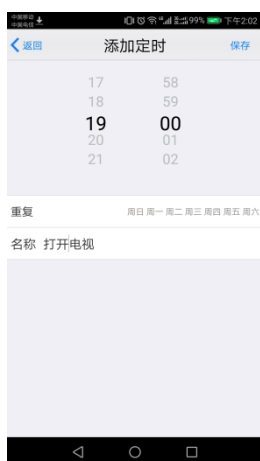 中国移动
中国电信
99% 下午2:02
返回 添加定时 保存
17 58
18 59
19 00
20 01
21 02
重复 周日 周一 周二 周三 周四 周五 周六
名称 打开电视